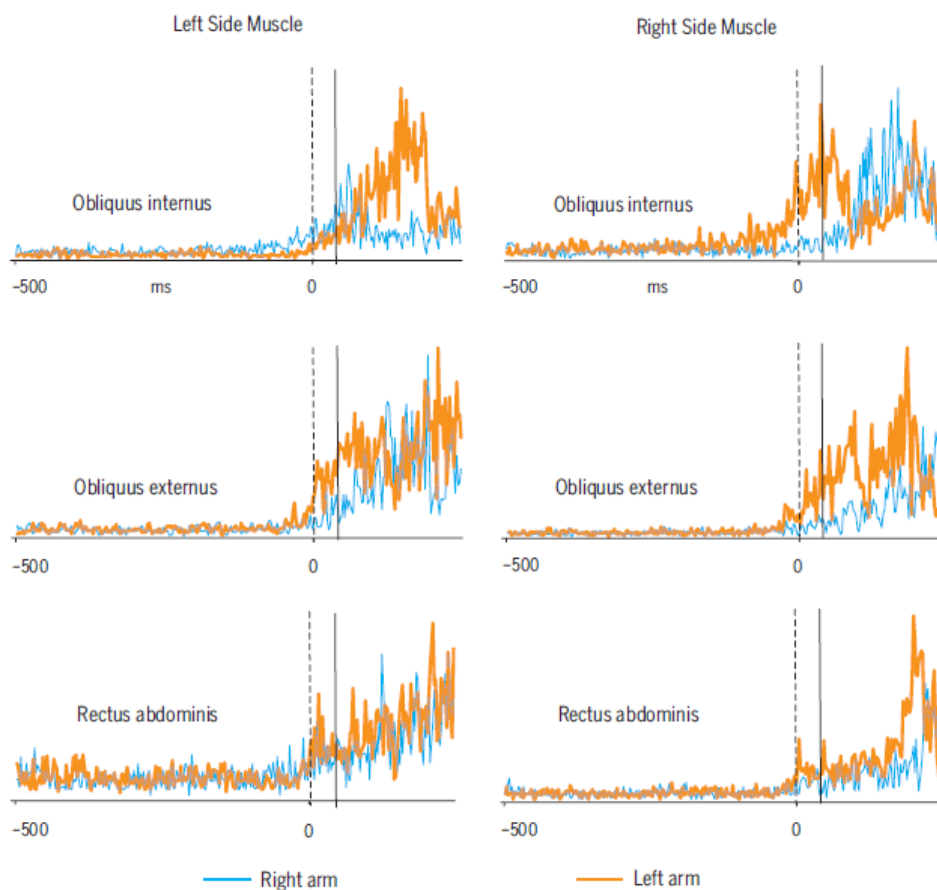 Left Side Muscle
Right Side Muscle
Obliquus internus
Obliquus internus
−500 ms 0
−500 ms 0
Obliquus externus
Obliquus externus
−500 0
−500 0
Rectus abdominis
Rectus abdominis
−500 0
−500 0
Right arm
Left arm